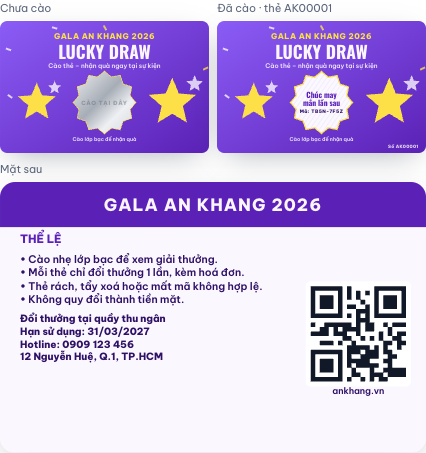 Chưa cào
GALA AN KHANG 2026
LUCKY DRAW
Cào thẻ – nhận quà ngay tại sự kiện
CÀO TẠI ĐÂY
Cào lớp bạc để nhận quà
Đã cào · thẻ AK00001
GALA AN KHANG 2026
LUCKY DRAW
Cào thẻ – nhận quà ngay tại sự kiện
Chúc may
mắn lần sau
Mã: TBGN-7F5Z
Cào lớp bạc để nhận quà
Số AK00001
Mặt sau
GALA AN KHANG 2026
THỂ LỆ
• Cào nhẹ lớp bạc để xem giải thưởng.
• Mỗi thẻ chỉ đổi thưởng 1 lần, kèm hoá đơn.
• Thẻ rách, tẩy xoá hoặc mất mã không hợp lệ.
• Không quy đổi thành tiền mặt.
Đổi thưởng tại quầy thu ngân
Hạn sử dụng: 31/03/2027
Hotline: 0909 123 456
12 Nguyễn Huệ, Q.1, TP.HCM
ankhang.vn